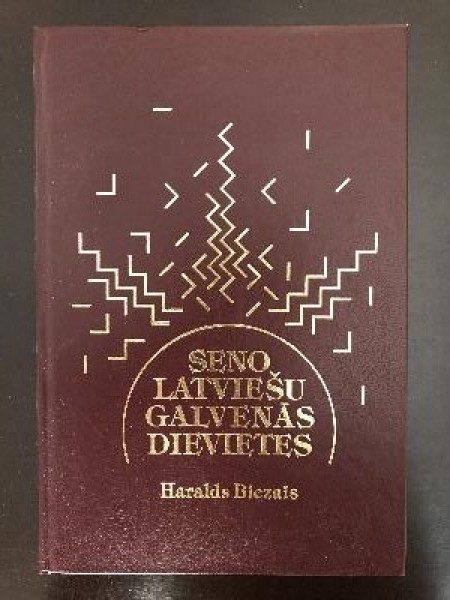 SENO
LATVIEŠU
GALVENĀS
DIEVIETES
Haralds Biezais